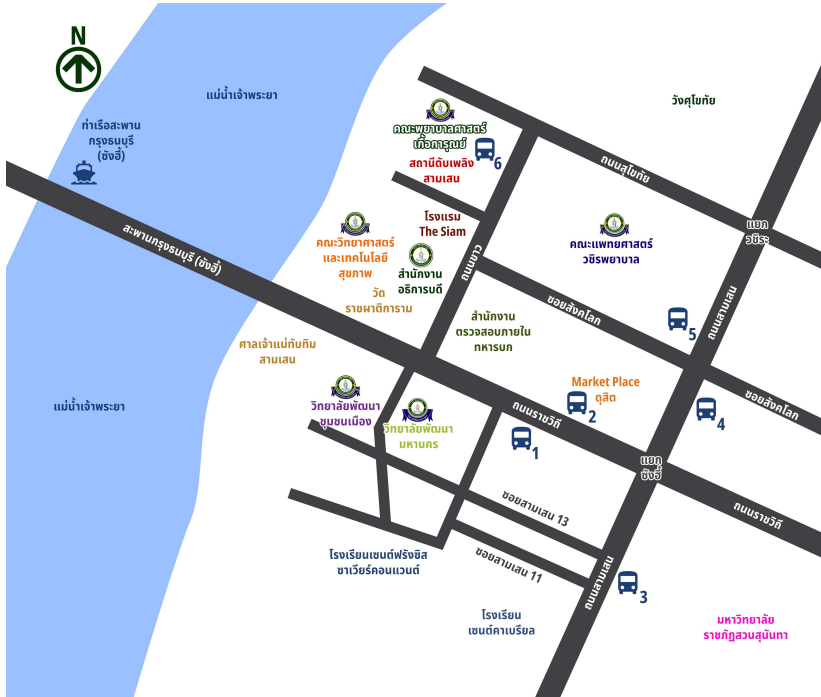 N
แม่น้ำเจ้าพระยา
ท่าเรือสะพาน
กรุงธนบุรี
(ซังฮี้)
สะพานกรุงธนบุรี (ซังฮี้)
คณะพยาบาลศาสตร์
เกื้อการุณย์
สถานีดับเพลิง
สามเสน
6
วังสุโขทัย
ถนนสุโขทัย
แยก
วชิระ
โรงแรม
The Siam
คณะวิทยาศาสตร์
และเทคโนโลยี
สุขภาพ
สำนักงาน
อธิการบดี
วัด
ราชผาติการาม
ถนนขาว
คณะแพทยศาสตร์
วชิรพยาบาล
ซอยสังคโลก
ถนนสามเสน
5
สำนักงาน
ตรวจสอบภายใน
ทหารบก
ศาลเจ้าแม่ทับทิม
สามเสน
แม่น้ำเจ้าพระยา
วิทยาลัยพัฒนา
ชุมชนเมือง
วิทยาลัยพัฒนา
มหานคร
Market Place
ดุสิต
2
ถนนราชวิถี
1
4
ซอยสังคโลก
แยก
ซังฮี้
ถนนราชวิถี
ซอยสามเสน 13
ซอยสามเสน 11
ถนนสามเสน
3
โรงเรียนเซนต์ฟรังซิส
ซาเวียร์คอนแวนต์
โรงเรียน
เซนต์คาเบรียล
มหาวิทยาลัย
ราชภัฏสวนสุนันทา